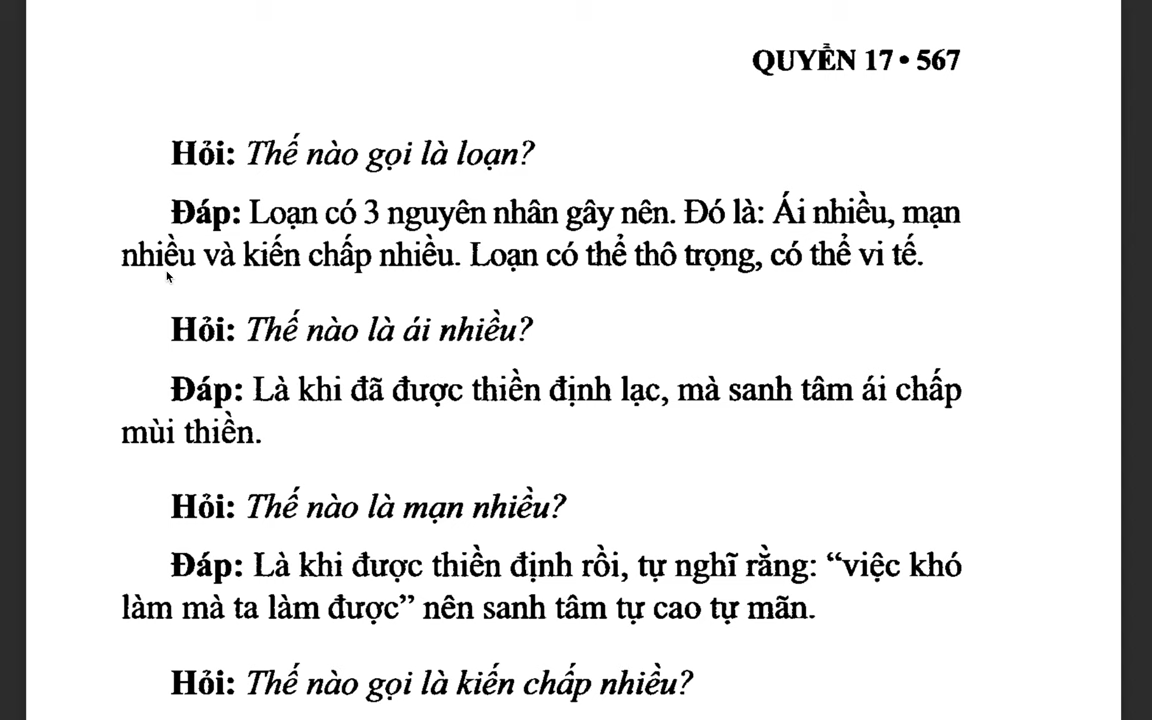 QUYỂN 17 • 567
Hỏi: Thế nào gọi là loạn?
Đáp: Loạn có 3 nguyên nhân gây nên. Đó là: Ái nhiều, mạn
nhiều và kiến chấp nhiều. Loạn có thể thô trọng, có thể vi tế.
Hỏi: Thế nào là ái nhiều?
Đáp: Là khi đã được thiền định lạc, mà sanh tâm ái chấp
mùi thiền.
Hỏi: Thế nào là mạn nhiều?
Đáp: Là khi được thiền định rồi, tự nghĩ rằng: “việc khó
làm mà ta làm được” nên sanh tâm tự cao tự mãn.
Hỏi: Thế nào gọi là kiến chấp nhiều?